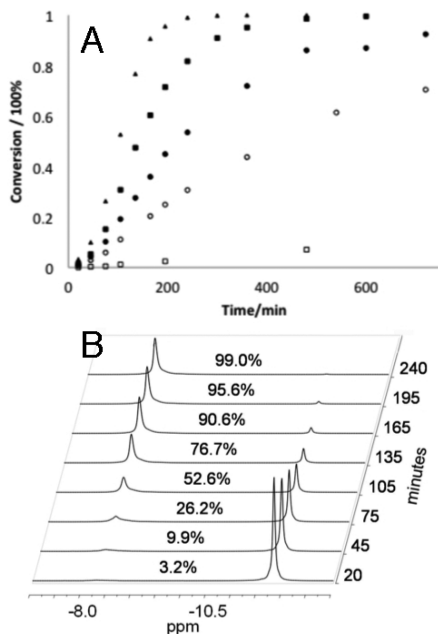 A
Conversion / 100%
1
0.8
0.6
0.4
0.2
0
0 200 400 600
Time/min
B
99.0% 240
95.6% 195
90.6% 165
76.7% 135
52.6% 105
26.2% 75
9.9% 45
3.2% 20
minutes
-8.0 -10.5
ppm